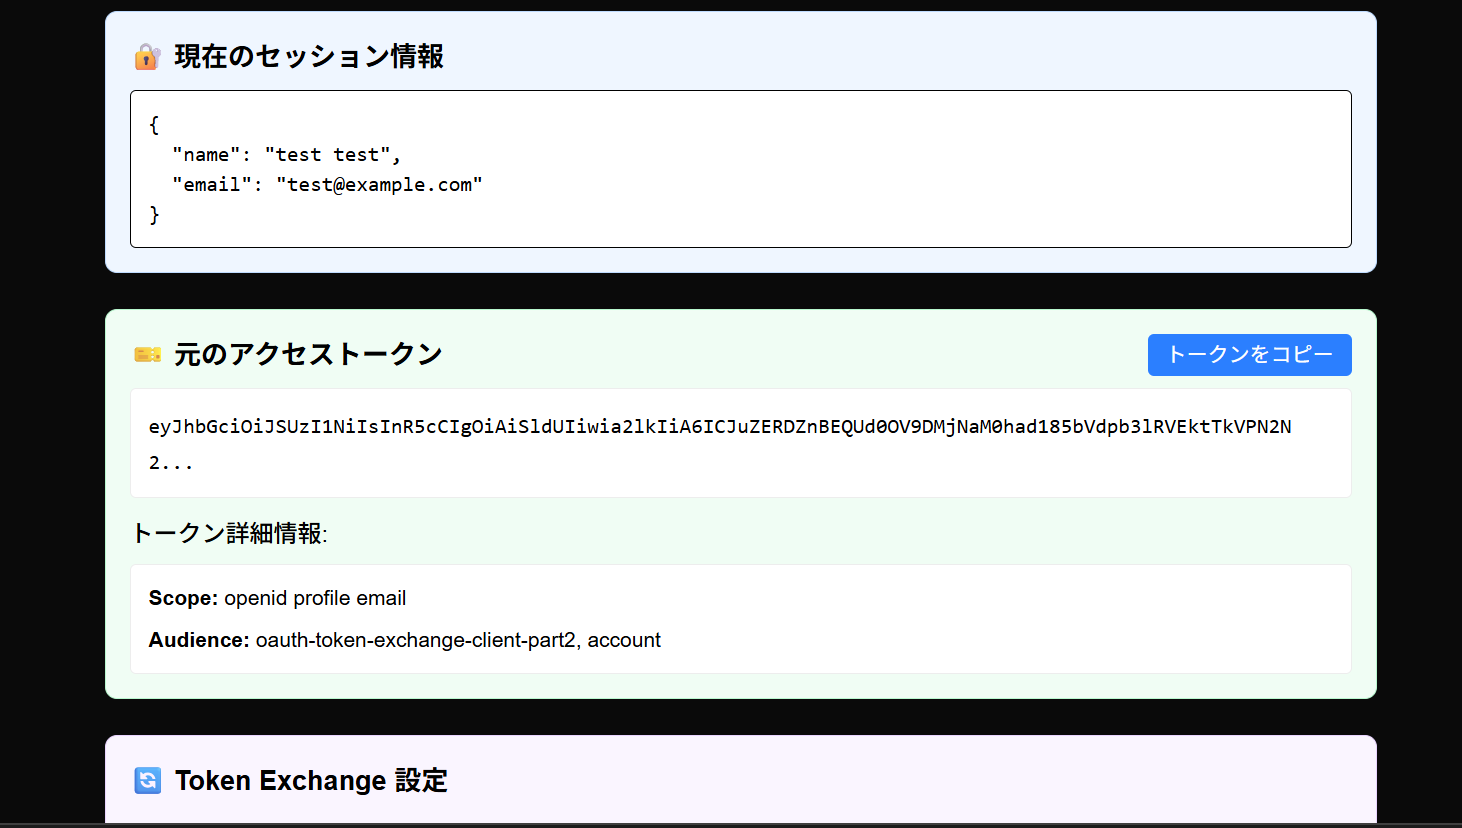 現在のセッション情報
{
  "name": "test test",
  "email": "test@example.com"
}
元のアクセストークン
トークンをコピー
eyJhbGciOiJSUzI1NiIsInR5cCIgOiAiSldUIiwia2lkIiA6ICJuZERDZnBEQUd0OV9DMjNaM0had185bVdpb3lRVEktTkVPN2N
2...
トークン詳細情報:
Scope: openid profile email
Audience: oauth-token-exchange-client-part2, account
Token Exchange 設定